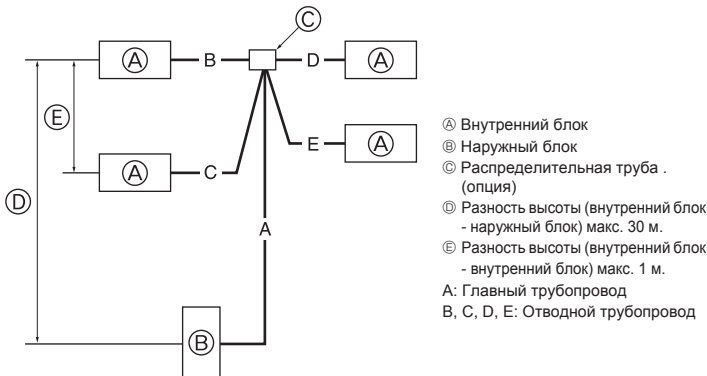 Ⓒ
Ⓐ B D Ⓐ
Ⓔ
E Ⓐ
Ⓐ C
Ⓓ
A
Ⓑ
Ⓐ Внутренний блок
Ⓑ Наружный блок
Ⓒ Распределительная труба .
(опция)
Ⓓ Разность высоты (внутренний блок
- наружный блок) макс. 30 м.
Ⓔ Разность высоты (внутренний блок
- внутренний блок) макс. 1 м.
A: Главный трубопровод
B, C, D, E: Отводной трубопровод